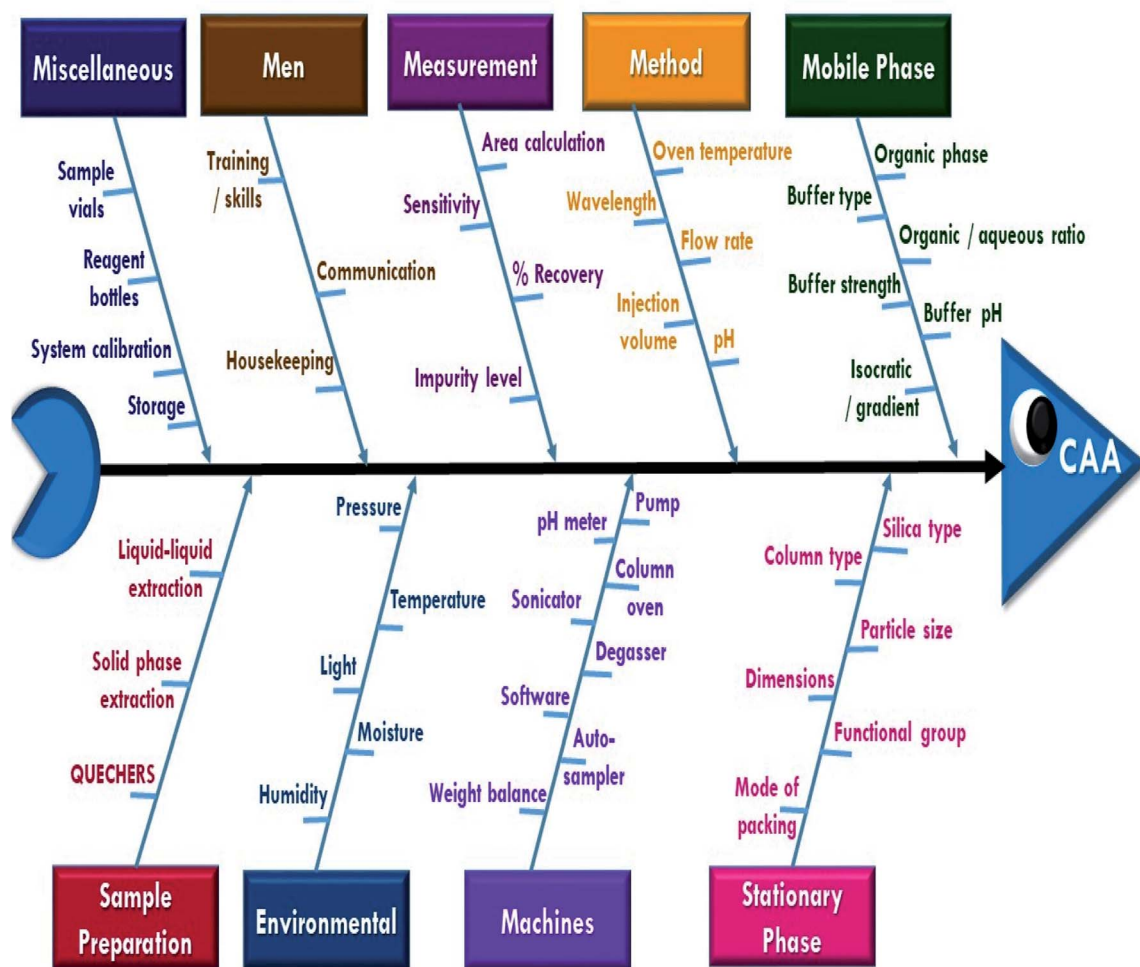 Miscellaneous
Men
Measurement
Method
Mobile Phase
Sample
vials
Reagent
bottles
System calibration
Storage
Training
/ skills
Communication
Housekeeping
Area calculation
Sensitivity
% Recovery
Impurity level
Oven temperature
Wavelength
Flow rate
Injection
volume
pH
Organic phase
Buffer type
Organic / aqueous ratio
Buffer strength
Buffer pH
Isocratic
/ gradient
CAA
Liquid-liquid
extraction
Solid phase
extraction
QUECHERS
Pressure
Temperature
Light
Moisture
Humidity
Pump
pH meter
Column
oven
Sonicator
Degasser
Software
Auto-
sampler
Weight balance
Silica type
Column type
Particle size
Dimensions
Functional group
Mode of
packing
Sample
Preparation
Environmental
Machines
Stationary
Phase